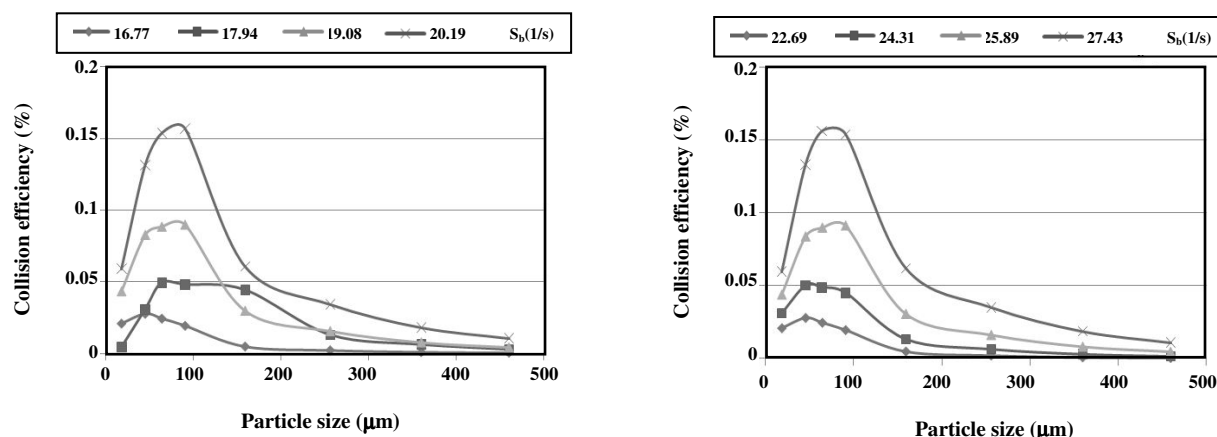 16.77 17.94 19.08 20.19 Sb(1/s)
0.2
0.15
0.1
0.05
0
0 100 200 300 400 500
Collision efficiency (%)
Particle size (μm)
22.69 24.31 25.89 27.43 Sb(1/s)
0.2
0.15
0.1
0.05
0
0 100 200 300 400 500
Collision efficiency (%)
Particle size (μm)